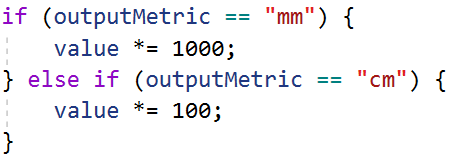 if (outputMetric == "mm") {
    value *= 1000;
} else if (outputMetric == "cm") {
    value *= 100;
}